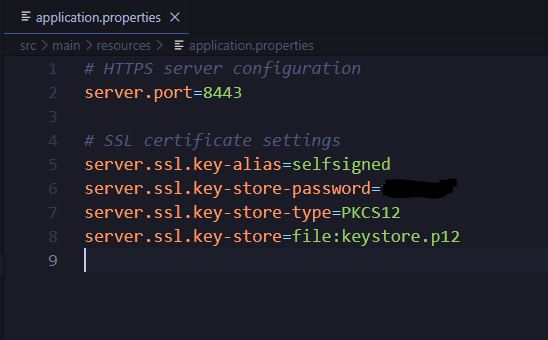 application.properties
src > main > resources > application.properties
1 # HTTPS server configuration
2 server.port=8443
3
4 # SSL certificate settings
5 server.ssl.key-alias=selfsigned
6 server.ssl.key-store-password=
7 server.ssl.key-store-type=PKCS12
8 server.ssl.key-store=file:keystore.p12
9